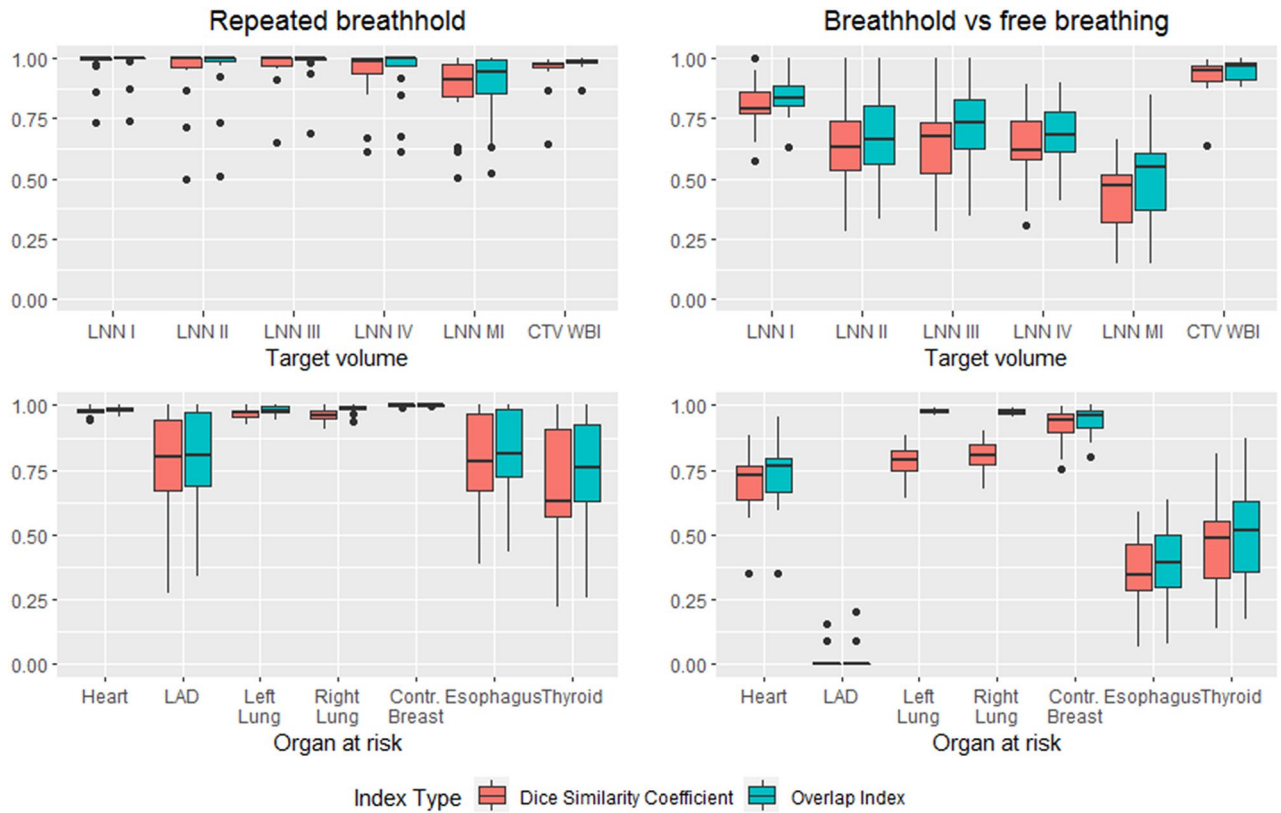 Repeated breathhold
Breathhold vs free breathing
1.00
0.75
0.50
0.25
0.00
LNN I LNN II LNN III LNN IV LNN MI CTV WBI
Target volume
1.00
0.75
0.50
0.25
0.00
LNN I LNN II LNN III LNN IV LNN MI CTV WBI
Target volume
1.00
0.75
0.50
0.25
0.00
Heart LAD Left Right Contr. Esophagus Thyroid
Lung Lung Breast
Organ at risk
1.00
0.75
0.50
0.25
0.00
Heart LAD Left Right Contr. Esophagus Thyroid
Lung Lung Breast
Organ at risk
Index Type Dice Similarity Coefficient Overlap Index